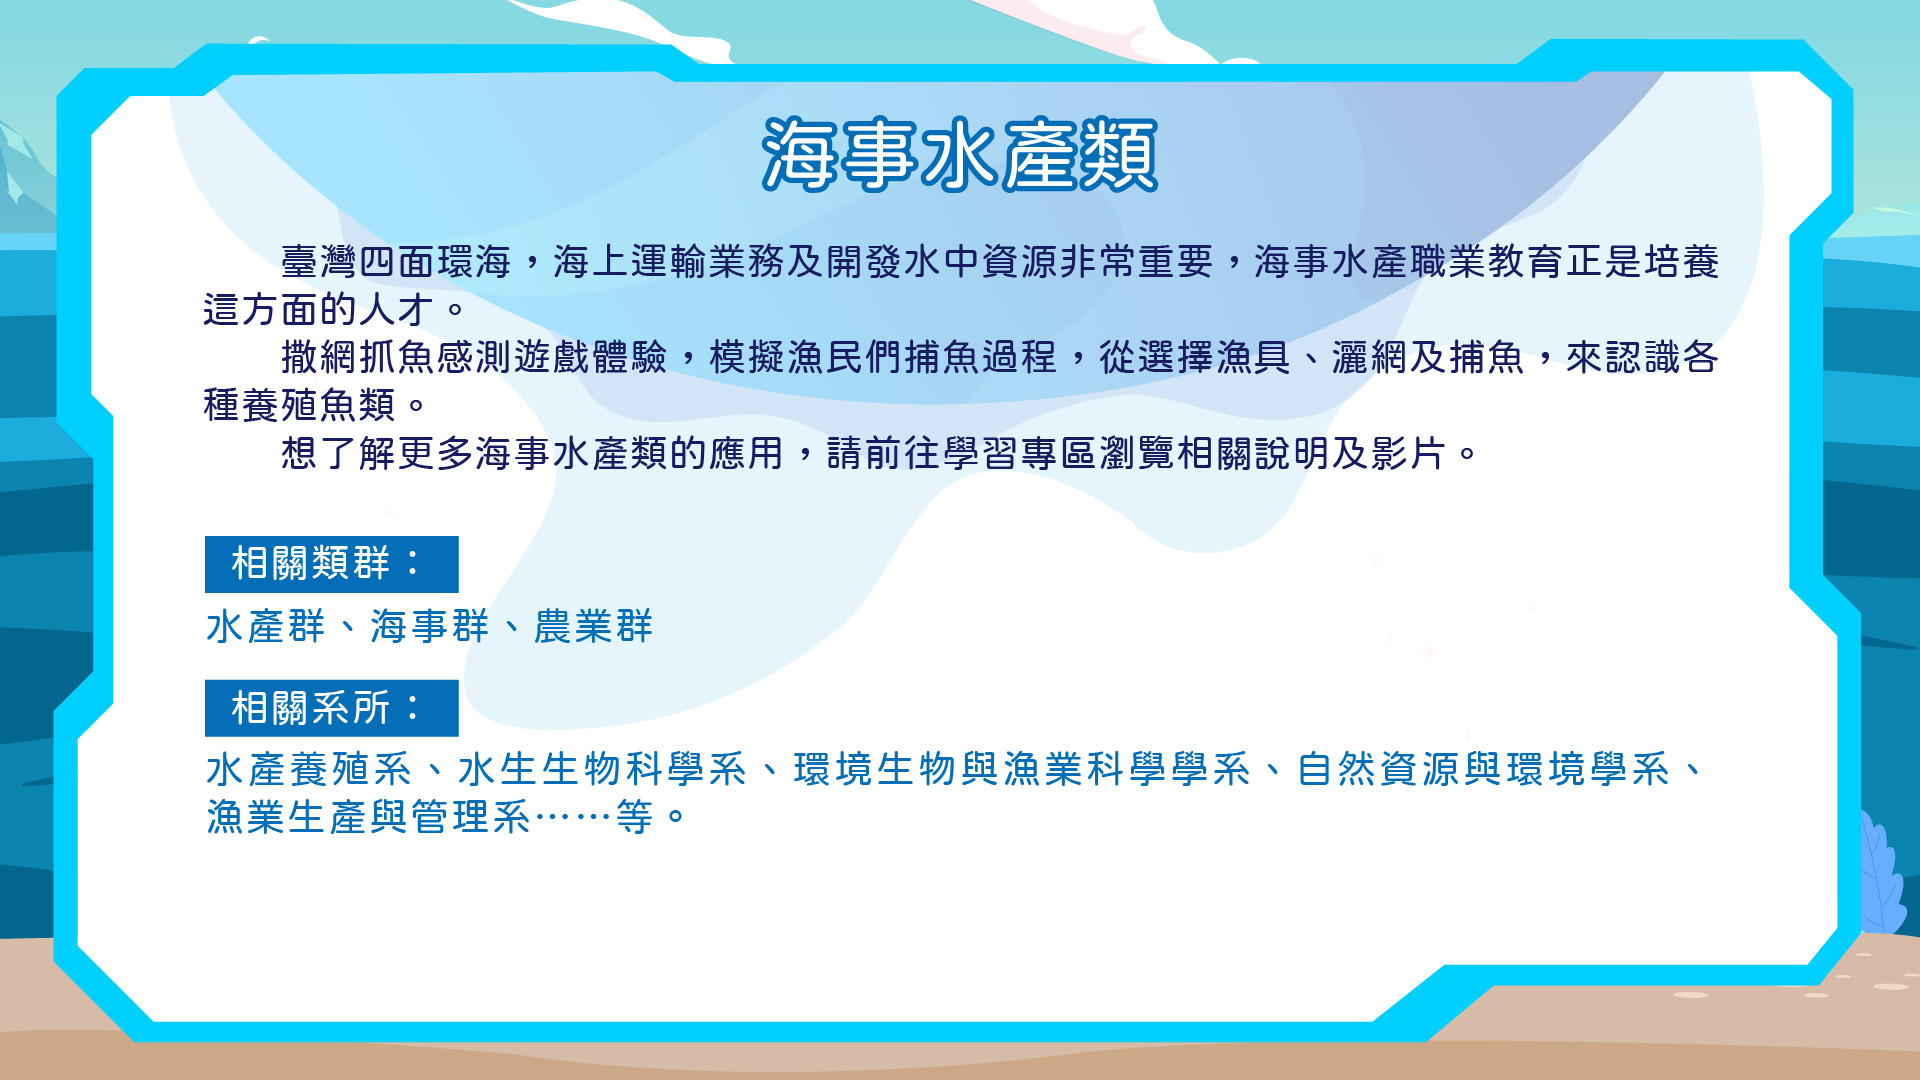 海事水產類
臺灣四面環海，海上運輸業務及開發水中資源非常重要，海事水產職業教育正是培養
這方面的人才。
撒網抓魚感測遊戲體驗，模擬漁民們捕魚過程，從選擇漁具、灑網及捕魚，來認識各
種養殖魚類。
想了解更多海事水產類的應用，請前往學習專區瀏覽相關說明及影片。
相關類群：
水產群、海事群、農業群
相關系所：
水產養殖系、水生生物科學系、環境生物與漁業科學學系、自然資源與環境學系、
漁業生產與管理系……等。